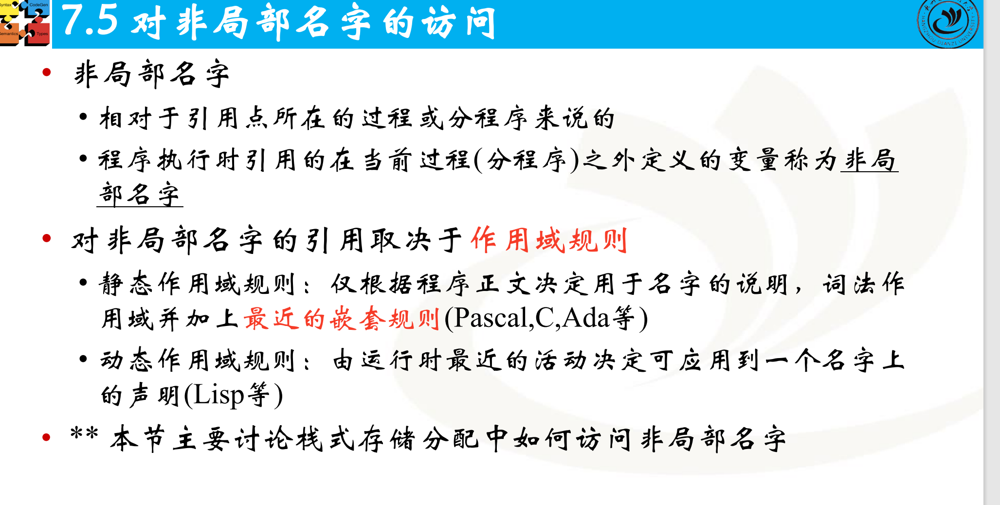 Syntax CodeGen
Semantics Types
7.5 对非局部名字的访问
HANGZHOU DIANZI UNIVERSITY
• 非局部名字
• 相对于引用点所在的过程或分程序来说的
• 程序执行时引用的在当前过程(分程序)之外定义的变量称为非局
部名字
• 对非局部名字的引用取决于作用域规则
• 静态作用域规则：仅根据程序正文决定用于名字的说明，词法作
用域并加上最近的嵌套规则(Pascal,C,Ada等)
• 动态作用域规则：由运行时最近的活动决定可应用到一个名字上
的声明(Lisp等)
• ** 本节主要讨论栈式存储分配中如何访问非局部名字